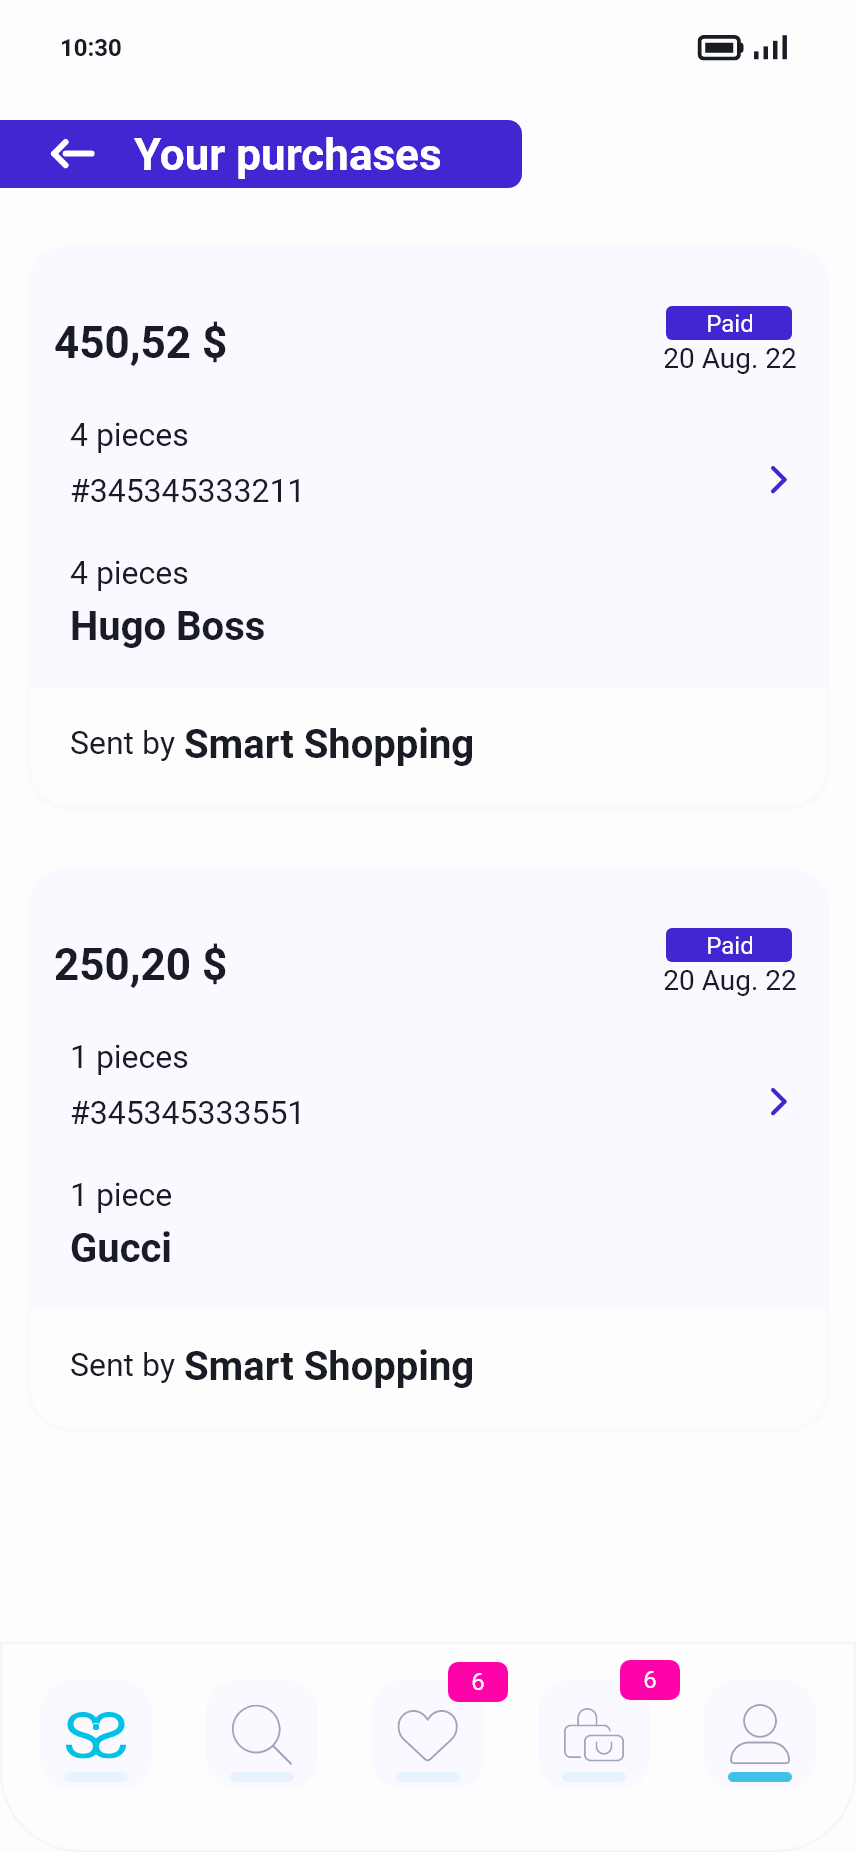 10:30
Your purchases
450,52 $
Paid
20 Aug. 22
4 pieces
#345345333211
4 pieces
Hugo Boss
Sent by Smart Shopping
250,20 $
Paid
20 Aug. 22
1 pieces
#345345333551
1 piece
Gucci
Sent by Smart Shopping
6
6